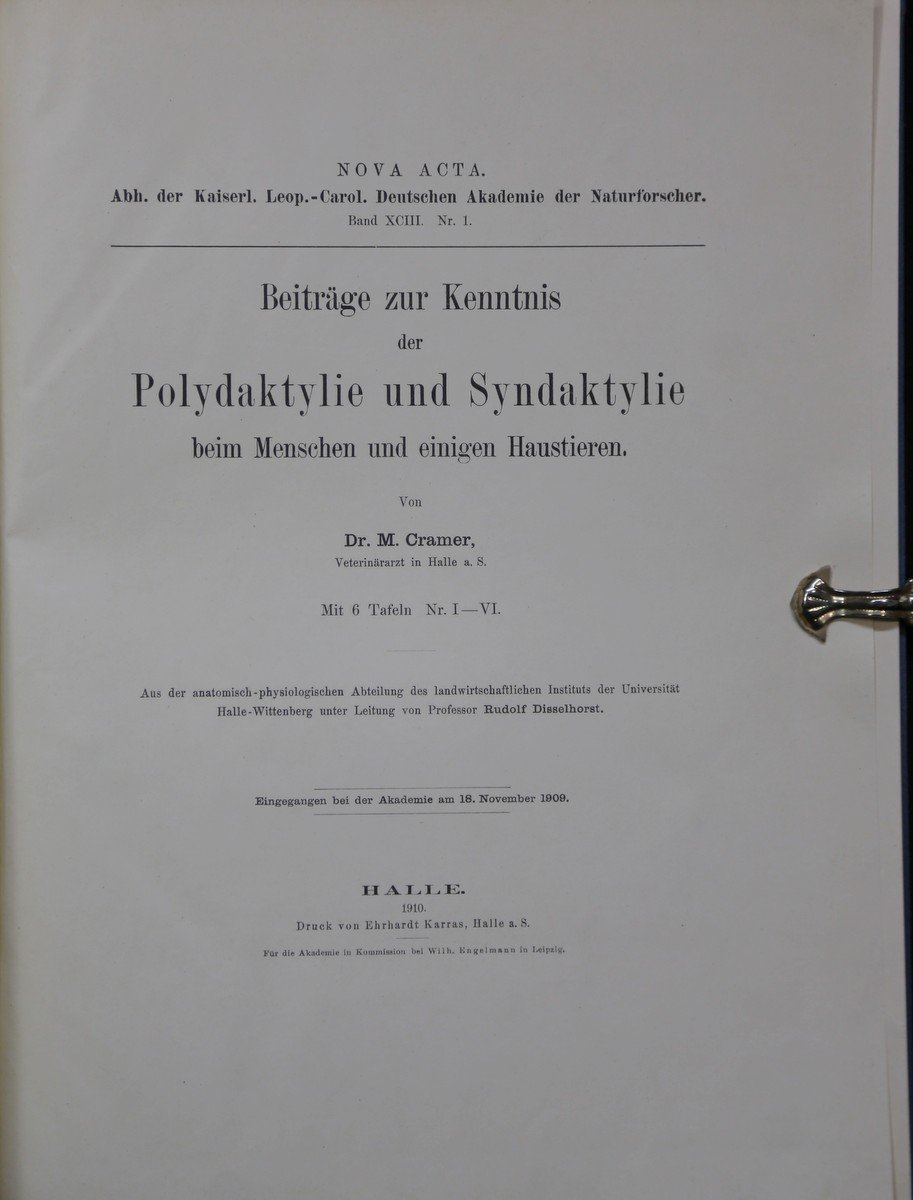 NOVA ACTA.
Abh. der Kaiserl. Leop.-Carol. Deutschen Akademie der Naturforscher.
Band XCIII. Nr. 1.
Beiträge zur Kenntnis
der
Polydaktylie und Syndaktylie
beim Menschen und einigen Haustieren.
Von
Dr. M. Cramer,
Veterinärarzt in Halle a. S.
Mit 6 Tafeln Nr. I—VI.
Aus der anatomisch-physiologischen Abteilung des landwirtschaftlichen Instituts der Universität
Halle-Wittenberg unter Leitung von Professor Rudolf Disselhorst.
Eingegangen bei der Akademie am 18. November 1909.
HALLE.
1910.
Druck von Ehrhardt Karras, Halle a. S.
Für die Akademie in Kommission bei Wilh. Engelmann in Leipzig.